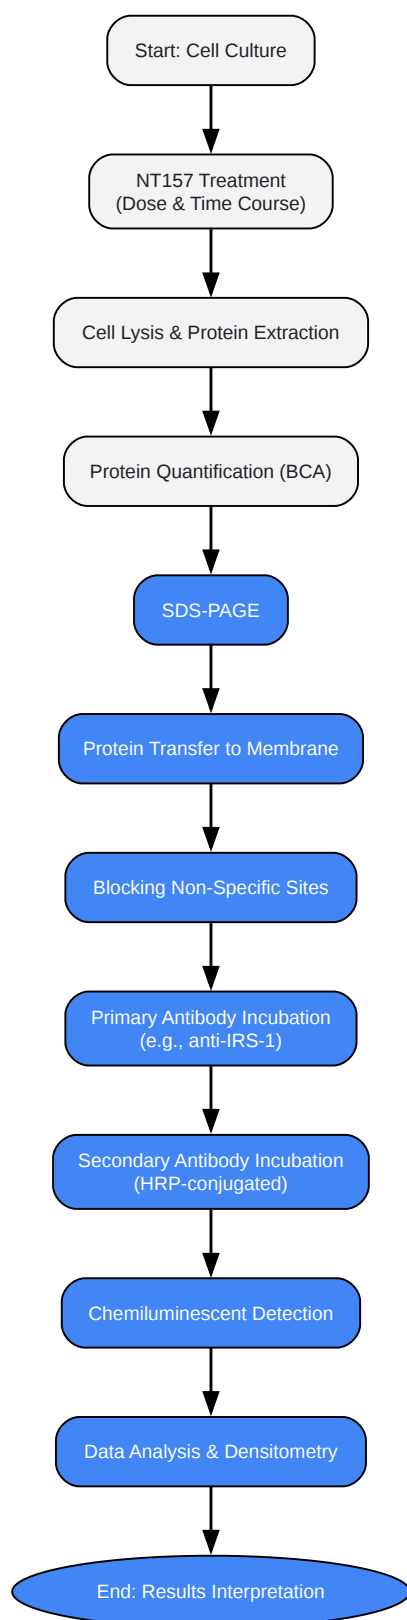 Start: Cell Culture
NT157 Treatment
(Dose & Time Course)
Cell Lysis & Protein Extraction
Protein Quantification (BCA)
SDS-PAGE
Protein Transfer to Membrane
Blocking Non-Specific Sites
Primary Antibody Incubation
(e.g., anti-IRS-1)
Secondary Antibody Incubation
(HRP-conjugated)
Chemiluminescent Detection
Data Analysis & Densitometry
End: Results Interpretation